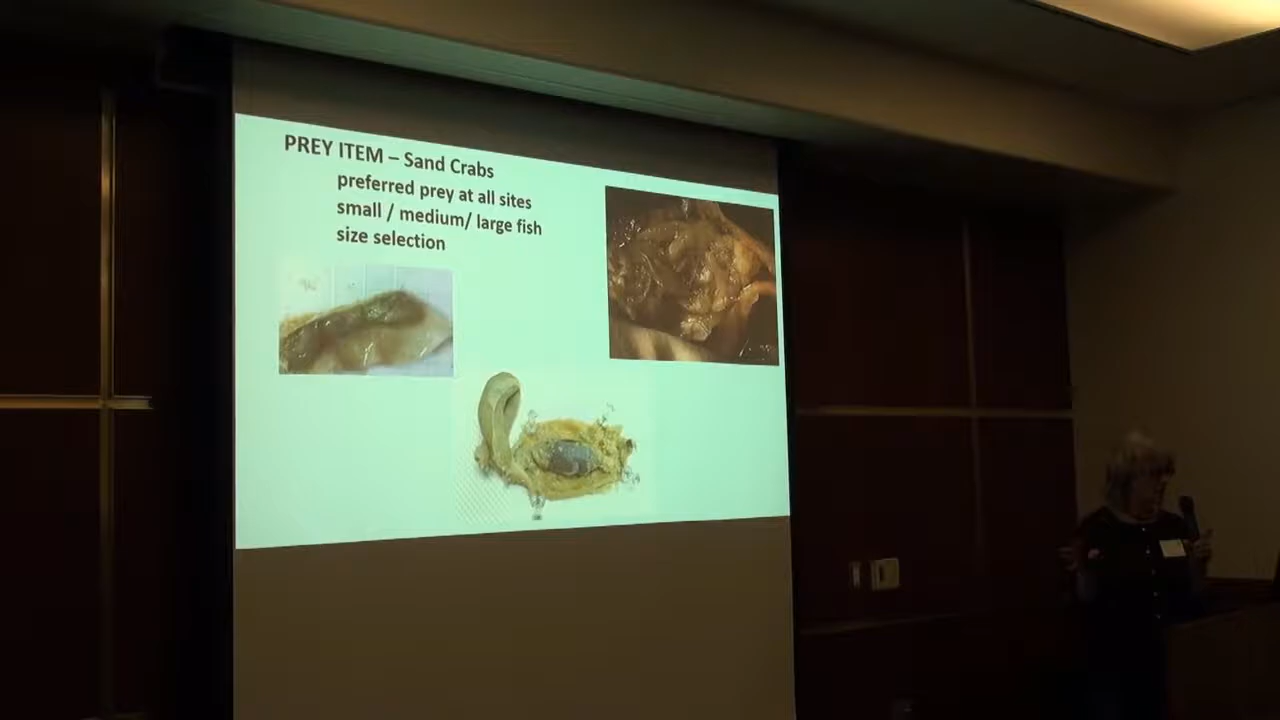 PREY ITEM – Sand Crabs
preferred prey at all sites
small / medium/ large fish
size selection